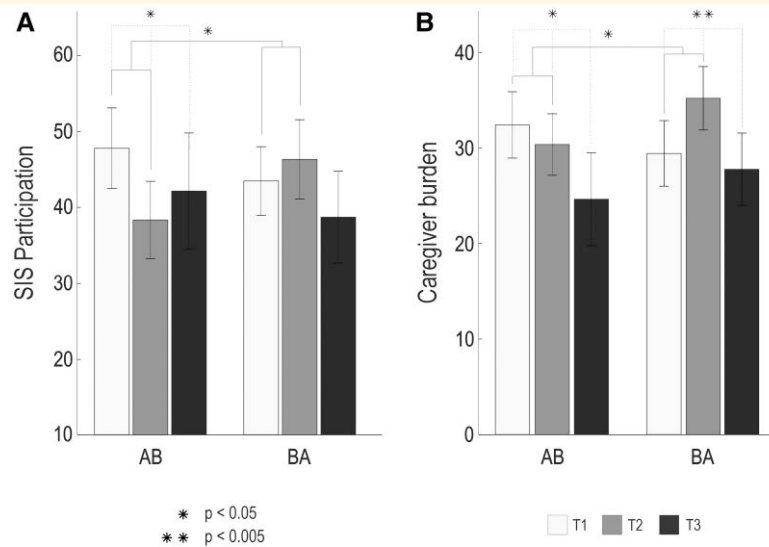 A
*
*
60
50
40
30
20
10
SIS Participation
AB
BA
B
*
**
*
40
30
20
10
0
Caregiver burden
AB
BA
* p < 0.05
** p < 0.005
T1 T2 T3